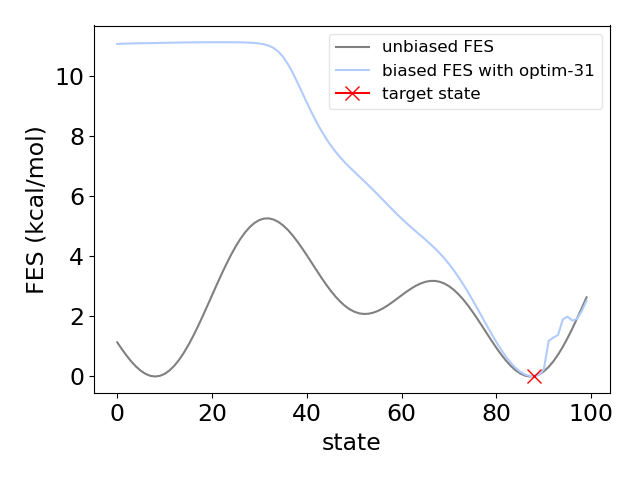 unbiased FES
biased FES with optim-31
target state
FES (kcal/mol)
10
8
6
4
2
0
0 20 40 60 80 100
state